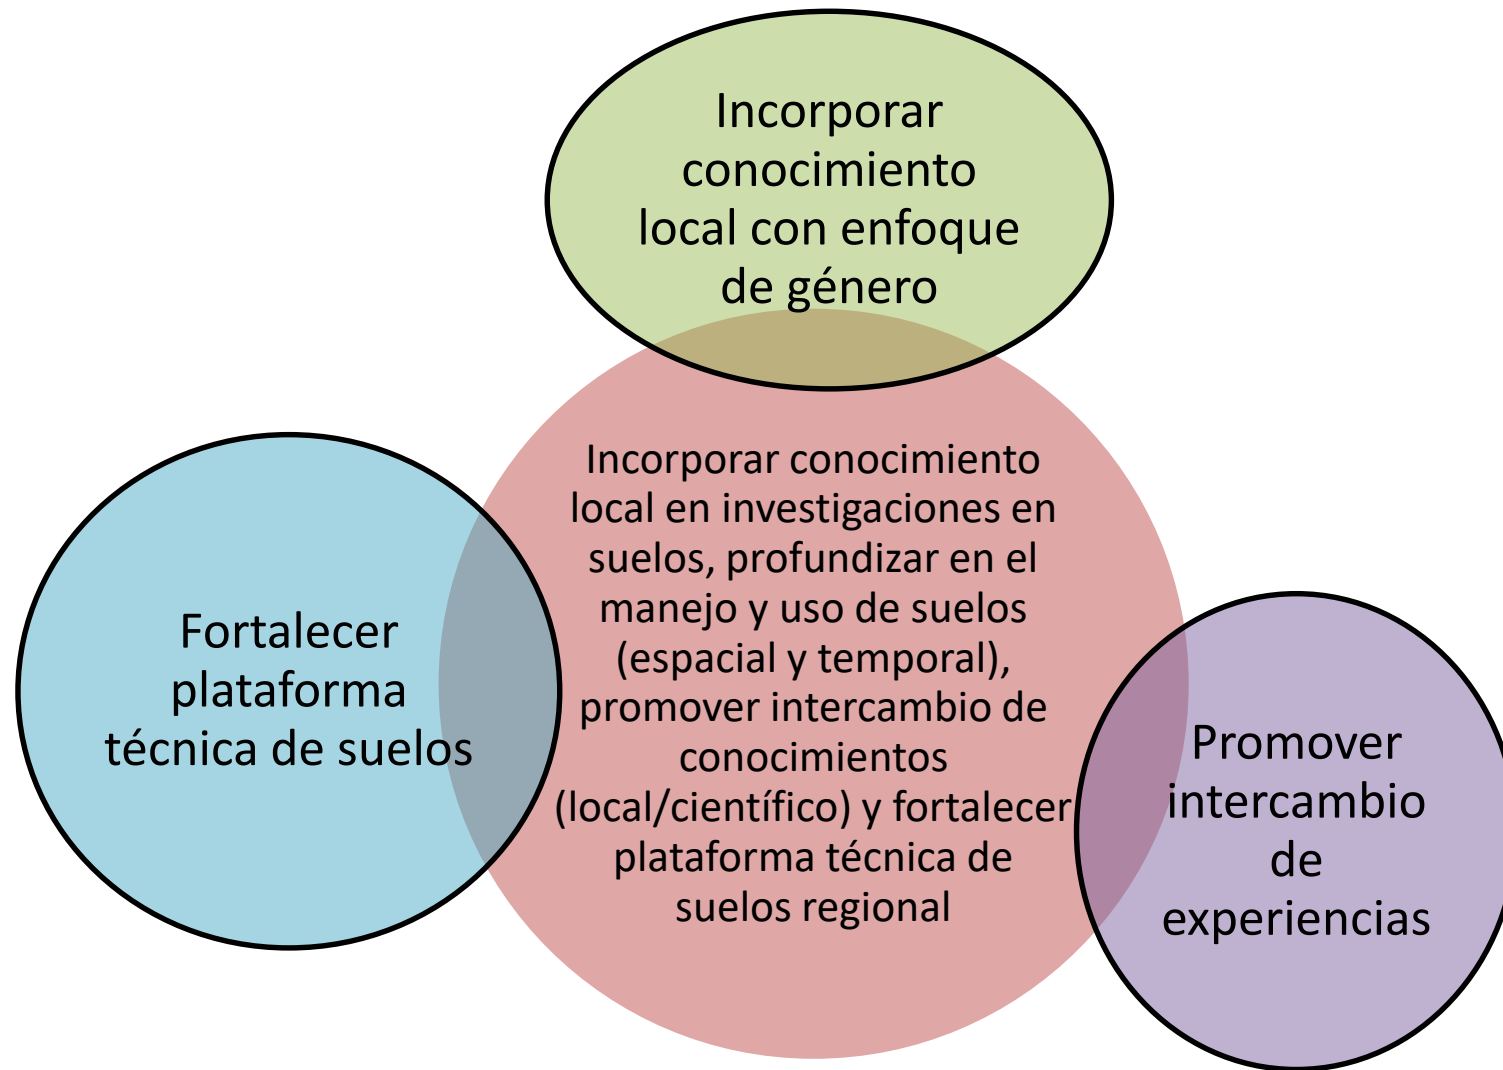 Incorporar
conocimiento
local con enfoque
de género
Incorporar conocimiento
local en investigaciones en
suelos, profundizar en el
manejo y uso de suelos
(espacial y temporal),
promover intercambio de
conocimientos
(local/científico) y fortalecer
plataforma técnica de
suelos regional
Fortalecer
plataforma
técnica de suelos
Promover
intercambio
de
experiencias